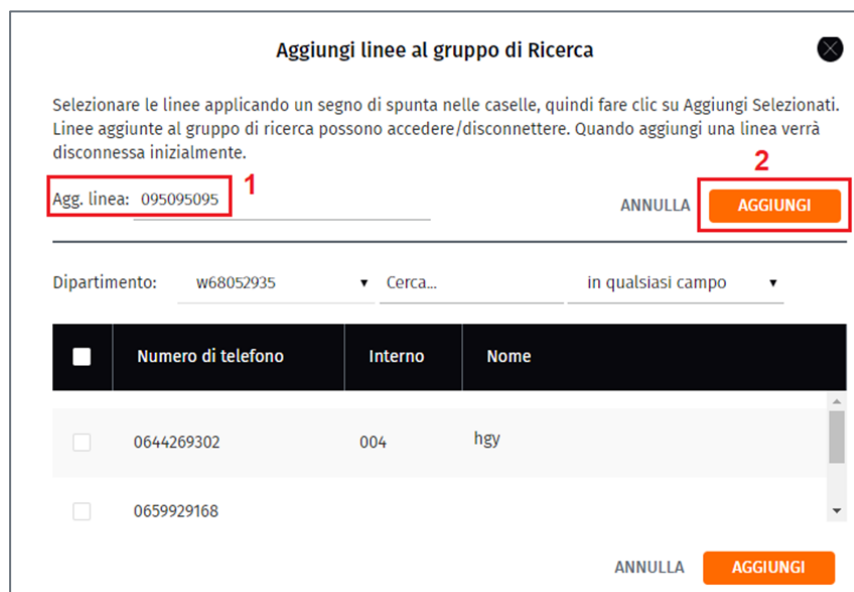 Aggiungi linee al gruppo di Ricerca
Selezionare le linee applicando un segno di spunta nelle caselle, quindi fare clic su Aggiungi Selezionati.
Linee aggiunte al gruppo di ricerca possono accedere/disconnettere. Quando aggiungi una linea verrà
disconnessa inizialmente.
1
2
Agg. linea: 095095095
ANNULLA AGGIUNGI
Dipartimento: w68052935 Cerca... in qualsiasi campo
Numero di telefono Interno Nome
0644269302 004 hgy
0659929168
ANNULLA AGGIUNGI